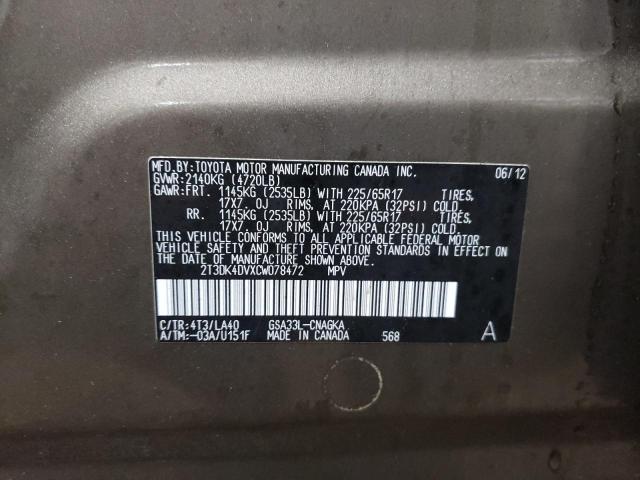 MFD.BY:TOYOTA MOTOR MANUFACTURING CANADA INC. 06/12
GVWR:2140KG (4720LB)
GAWR:FRT. 1145KG (2535LB) WITH 225/65R17 TIRES,
17X7.0J RIMS, AT 220KPA (32PSI) COLD.
RR. 1145KG (2535LB) WITH 225/65R17 TIRES,
17X7.0J RIMS, AT 220KPA (32PSI) COLD.
THIS VEHICLE CONFORMS TO ALL APPLICABLE FEDERAL MOTOR
VEHICLE SAFETY AND THEFT PREVENTION STANDARDS IN EFFECT ON
THE DATE OF MANUFACTURE SHOWN ABOVE.
2T3DK4DVXCW078472 MPV
C/TR:4T3/LA40 GSA33L-CNAGKA
A/TM:-03A/U151F MADE IN CANADA 568 A